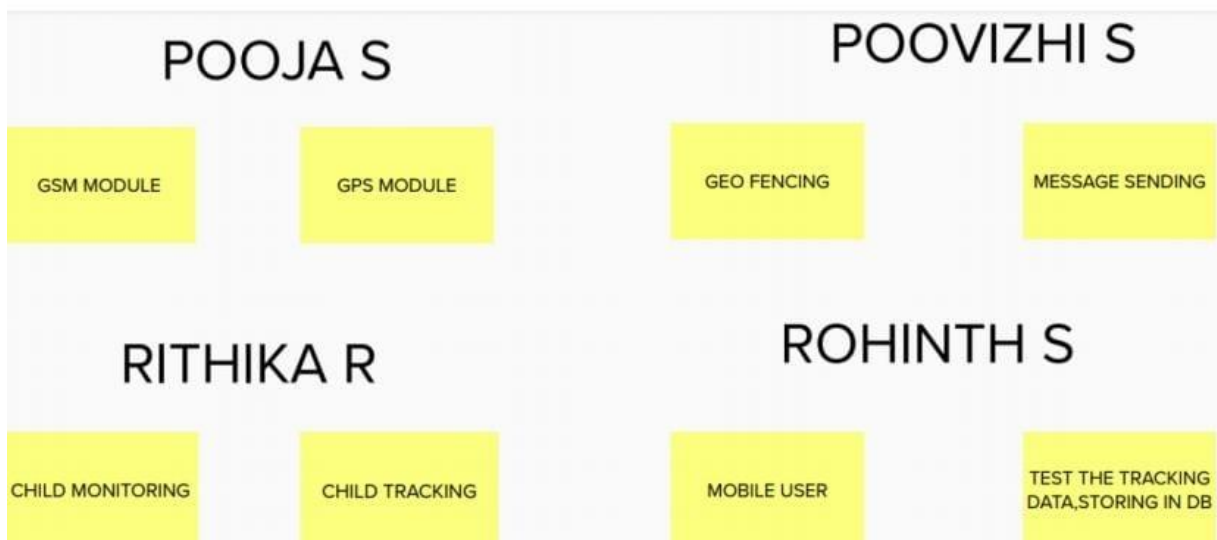 POOJA S
POOVIZHI S
GSM MODULE
GPS MODULE
GEO FENCING
MESSAGE SENDING
RITHIKA R
ROHINTH S
CHILD MONITORING
CHILD TRACKING
MOBILE USER
TEST THE TRACKING
DATA,STORING IN DB